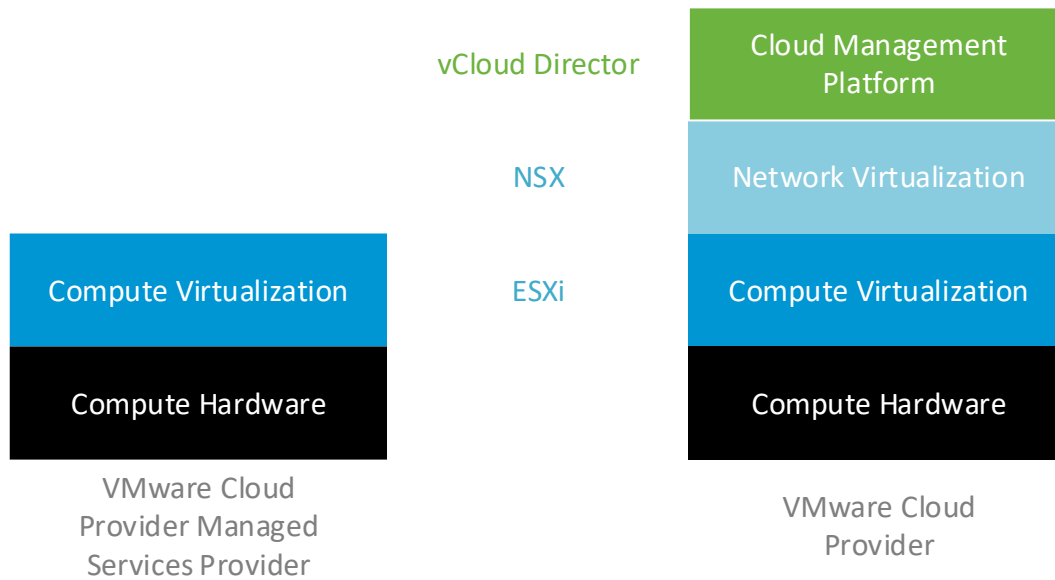 vCloud Director
Cloud Management
Platform
NSX
Network Virtualization
Compute Virtualization
ESXi
Compute Virtualization
Compute Hardware
Compute Hardware
VMware Cloud
Provider Managed
Services Provider
VMware Cloud
Provider